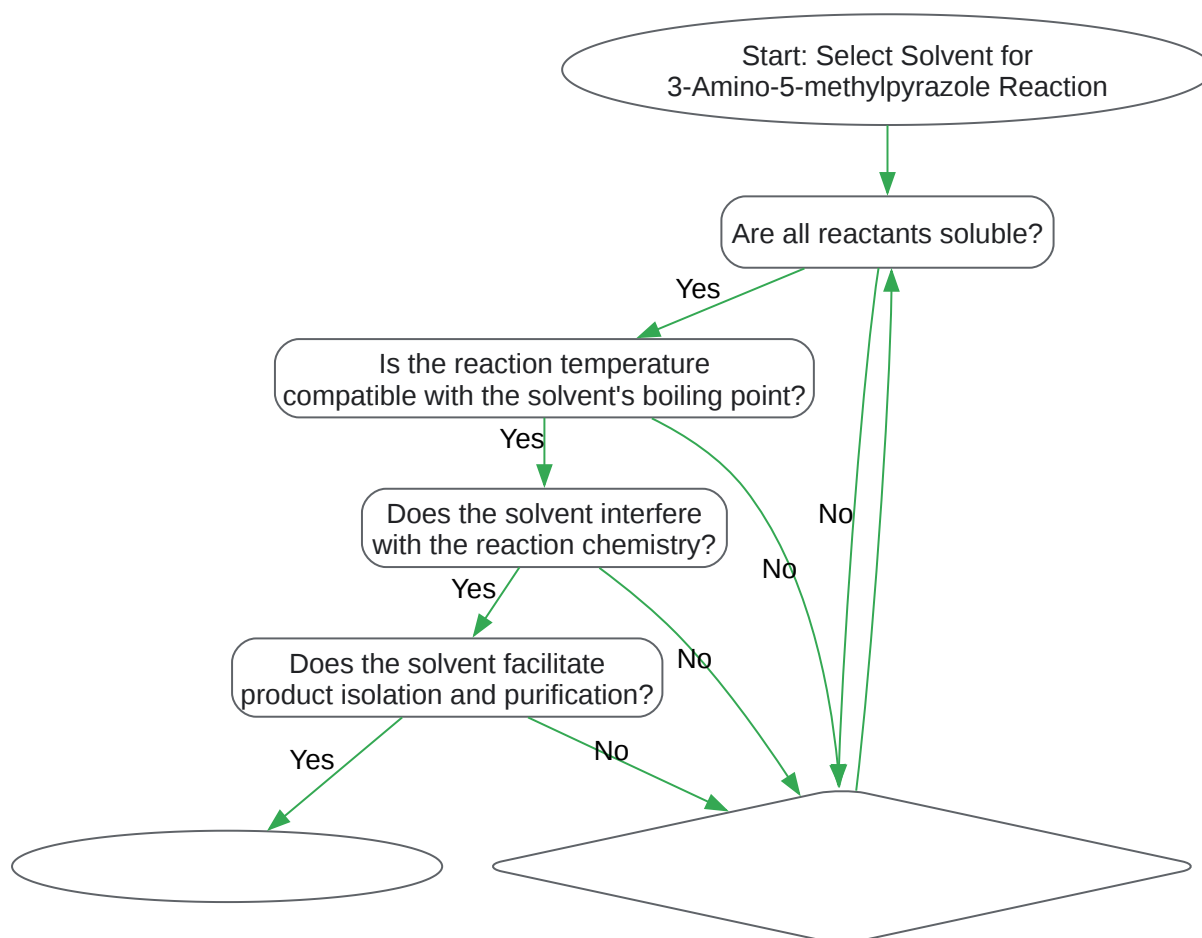 Start: Select Solvent for
3-Amino-5-methylpyrazole Reaction
Are all reactants soluble?
Yes
Is the reaction temperature
compatible with the solvent's boiling point?
Yes
No
Does the solvent interfere
with the reaction chemistry?
No
Yes
Does the solvent facilitate
product isolation and purification?
No
Yes
No